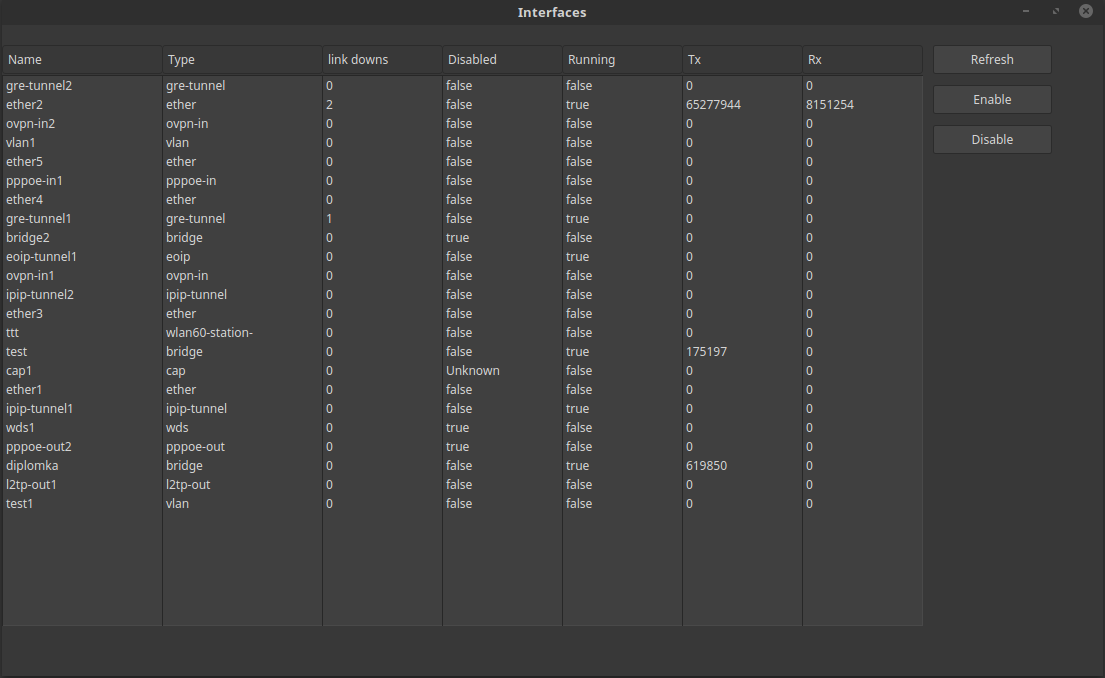 Interfaces
Name Type link downs Disabled Running Tx Rx
Refresh
Enable
Disable
gre-tunnel2 gre-tunnel 0 false false 0 0
ether2 ether 2 false true 65277944 8151254
ovpn-in2 ovpn-in 0 false false 0 0
vlan1 vlan 0 false false 0 0
ether5 ether 0 false false 0 0
pppoe-in1 pppoe-in 0 false false 0 0
ether4 ether 0 false false 0 0
gre-tunnel1 gre-tunnel 1 false true 0 0
bridge2 bridge 0 true false 0 0
eoip-tunnel1 eoip 0 false true 0 0
ovpn-in1 ovpn-in 0 false false 0 0
ipip-tunnel2 ipip-tunnel 0 false false 0 0
ether3 ether 0 false false 0 0
ttt wlan60-station- 0 false false 0 0
test bridge 0 false true 175197 0
cap1 cap 0 Unknown false 0 0
ether1 ether 0 false false 0 0
ipip-tunnel1 ipip-tunnel 0 false true 0 0
wds1 wds 0 true false 0 0
pppoe-out2 pppoe-out 0 true false 0 0
diplomka bridge 0 false true 619850 0
l2tp-out1 l2tp-out 0 false false 0 0
test1 vlan 0 false false 0 0